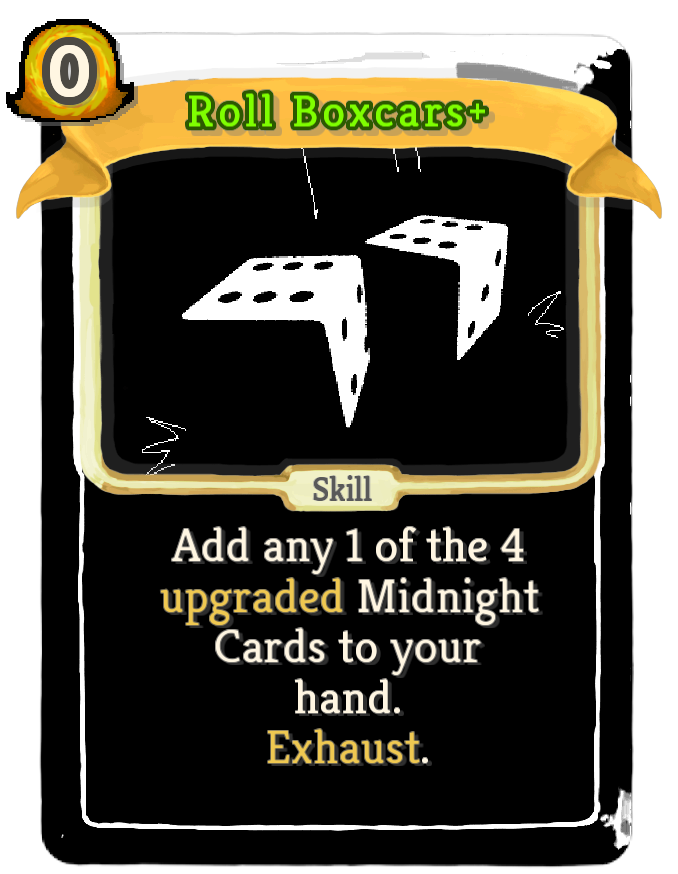 0
Roll Boxcars+
Skill
Add any 1 of the 4
upgraded Midnight
Cards to your
hand.
Exhaust.